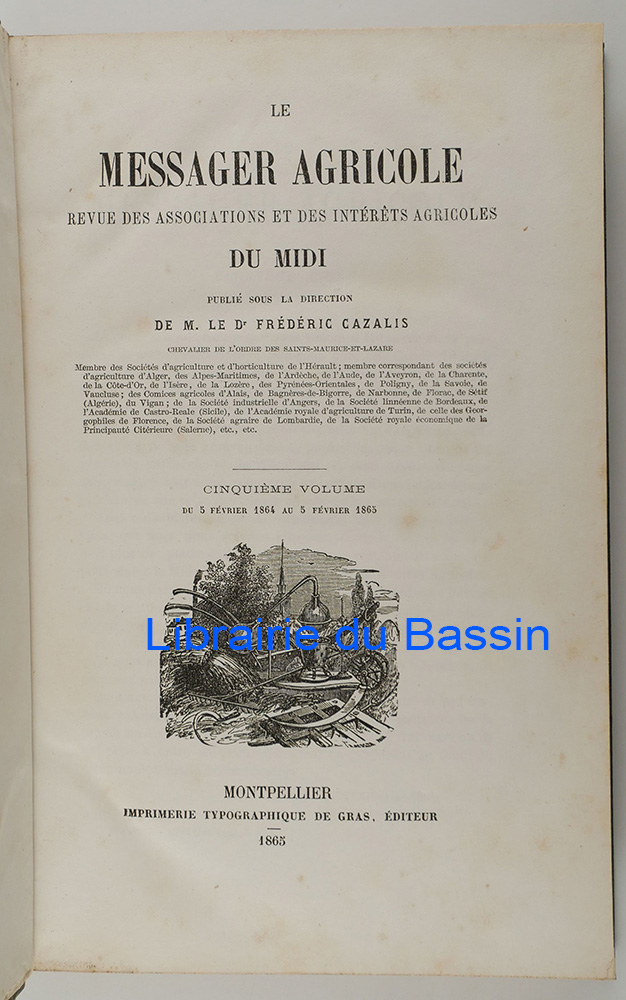 LE
MESSAGER AGRICOLE
REVUE DES ASSOCIATIONS ET DES INTÉRÊTS AGRICOLES
DU MIDI
PUBLIÉ SOUS LA DIRECTION
DE M. LE Dr FRÉDÉRIC CAZALIS
CHEVALIER DE L'ORDRE DES SAINTS-MAURICE-ET-LAZARE
Membre des Sociétés d'agriculture et d'horticulture de l'Hérault ; membre correspondant des sociétés
d'agriculture d'Alger, des Alpes-Maritimes, de l'Ardèche, de l'Aude, de l'Aveyron, de la Charente,
de la Côte-d'Or, de l'Isère, de la Lozère, des Pyrénées-Orientales, de Poligny, de la Savoie, de
Vaucluse ; des Comices agricoles d'Alais, de Bagnères-de-Bigorre, de Narbonne, de Florac, de Sétif
(Algérie), du Vigan ; de la Société industrielle d'Angers, de la Société linnéenne de Bordeaux, de
l'Académie de Castro-Reale (Sicile), de l'Académie royale d'agriculture de Turin, de celle des Geor-
gophiles de Florence, de la Société agraire de Lombardie, de la Société royale économique de la
Principauté Citérieure (Salerne), etc., etc.
CINQUIÈME VOLUME
DU 5 FÉVRIER 1864 AU 5 FÉVRIER 1865
Librairie du Bassin
MONTPELLIER
IMPRIMERIE TYPOGRAPHIQUE DE GRAS, ÉDITEUR
1865